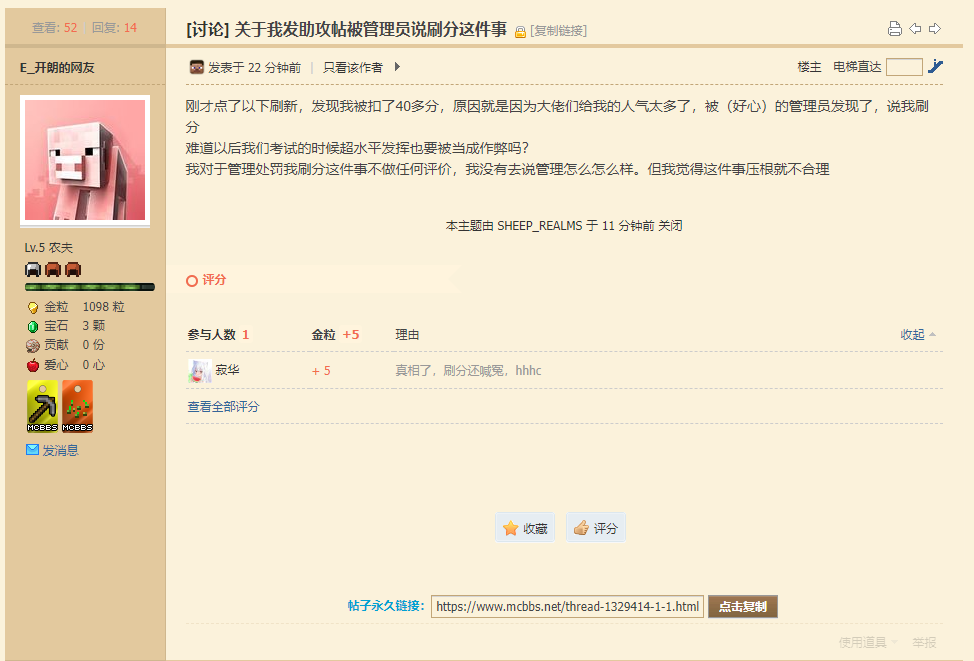 查看: 52 | 回复: 14
[讨论] 关于我发助攻帖被管理员说刷分这件事 [复制链接]
E_开朗的网友
发表于 22 分钟前 | 只看该作者
楼主 电梯直达
刚才点了以下刷新，发现我被扣了40多分，原因就是因为大佬们给我的人气太多了，被（好心）的管理员发现了，说我刷
分
难道以后我们考试的时候超水平发挥也要被当成作弊吗？
我对于管理处罚我刷分这件事不做任何评价，我没有去说管理怎么怎么样。但我觉得这件事压根就不合理
本主题由 SHEEP_REALMS 于 11 分钟前 关闭
Lv.5 农夫
金粒 1098 粒
宝石 3 颗
贡献 0 份
爱心 0 心
MCBBS MCBBS
发消息
评分
参与人数 1 金粒 +5 理由 收起
寂华 + 5 真相了，刷分还喊冤，hhhc
查看全部评分
收藏 评分
帖子永久链接: https://www.mcbbs.net/thread-1329414-1-1.html 点击复制
使用道具 举报